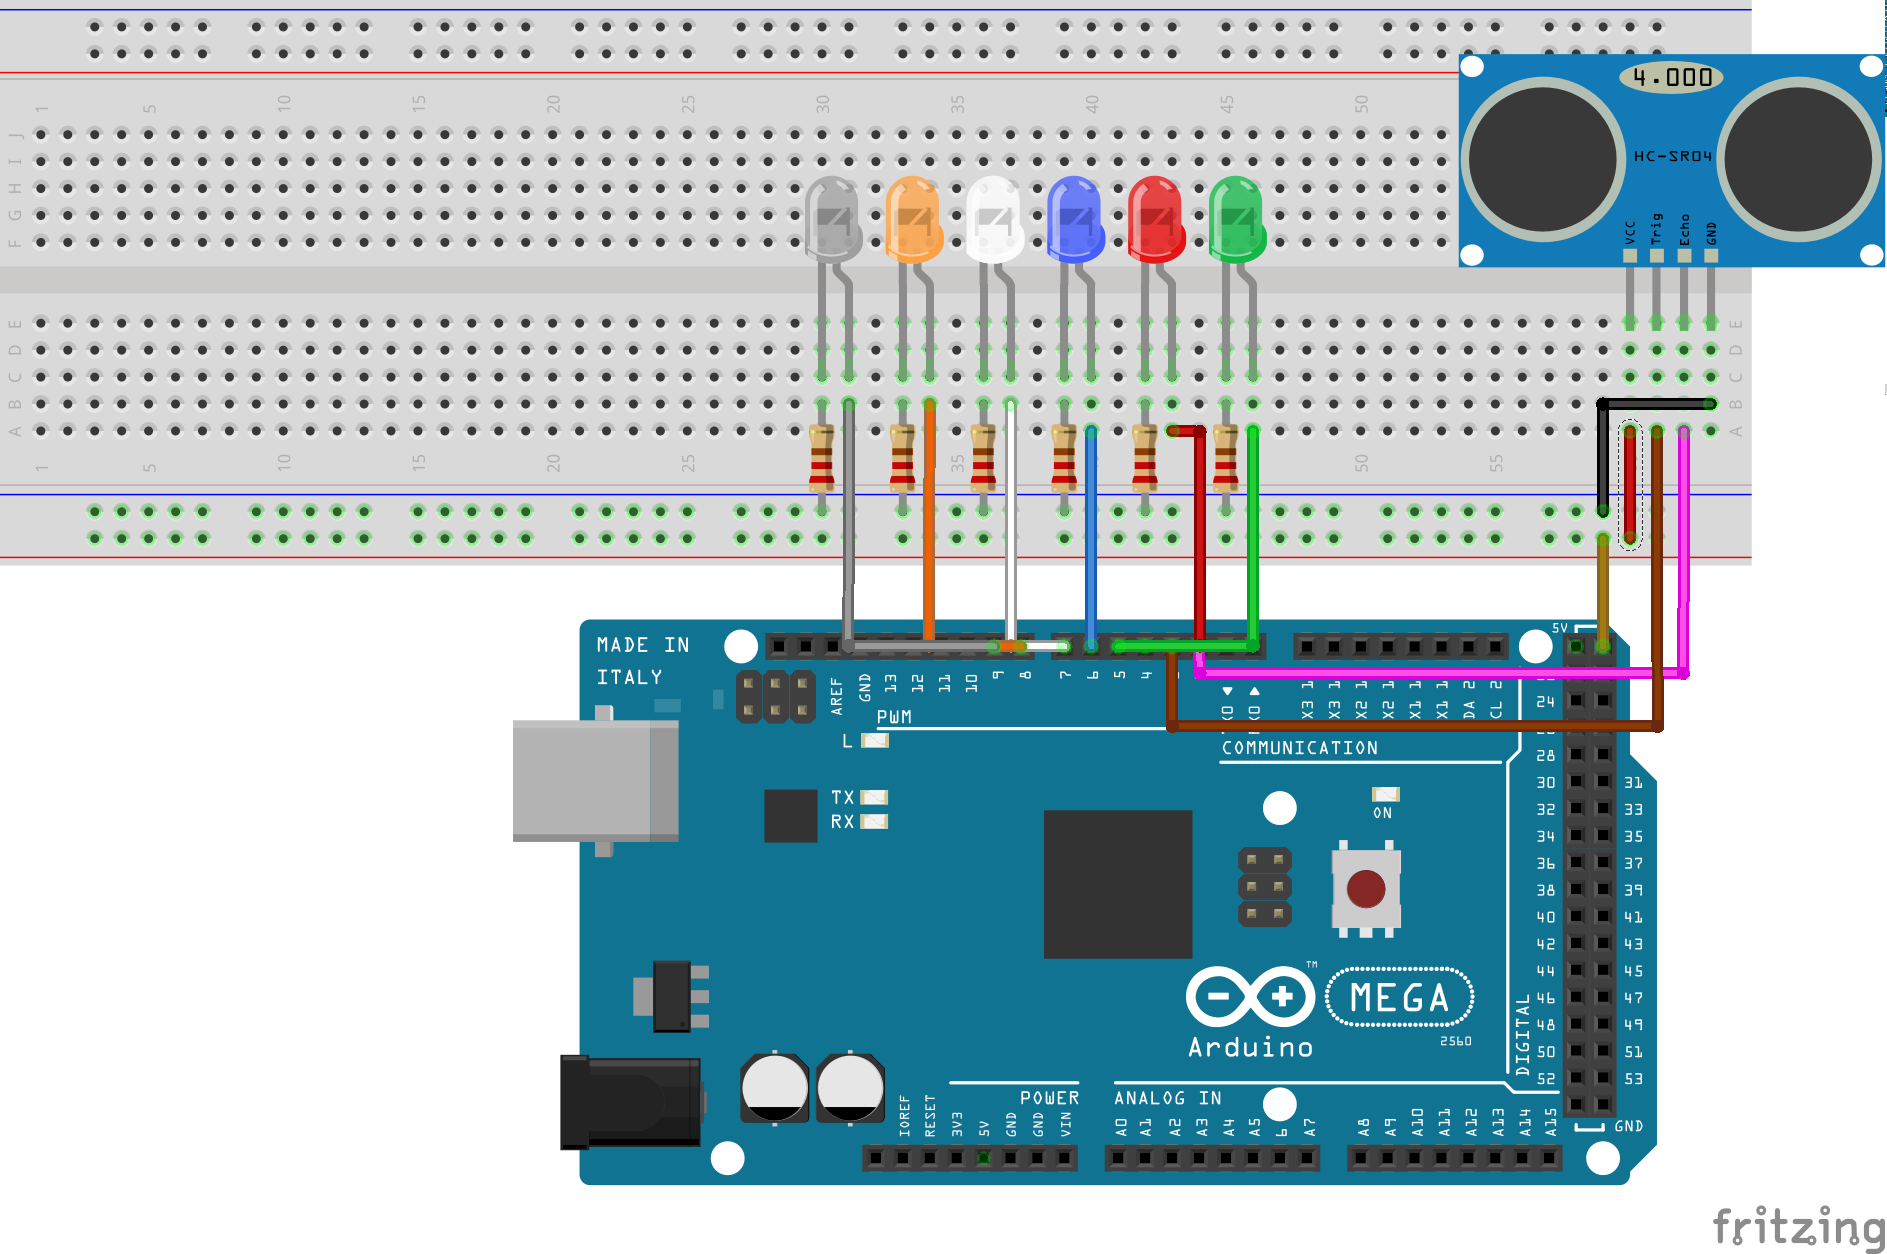 1 5 10 15 20 25 30 35 40 45 50
4.000
J
I
HC-SR04
H
G
F
VCC Trig Echo GND
E E
D D
C C
B B
A A
1 5 10 15 20 25 35 50 55
5V
MADE IN
ITALY
AREF GND 13 12 11 10 9 8 7 6 5 4
24
PWM
L
COMMUNICATION
28
30 31
TX
32 33
RX
ON
34 35
36 37
38 39
40 41
42 43
44 45
46 47
MEGA
TM
48 49
Arduino
2560
50 51
DIGITAL
52 53
POWER
ANALOG IN
IOREF RESET 3V3 5V GND GND VIN A0 A1 A2 A3 A4 A5 6 A7 A8 A9 A10 A11 A12 A13 A14 A15
GND
fritzing